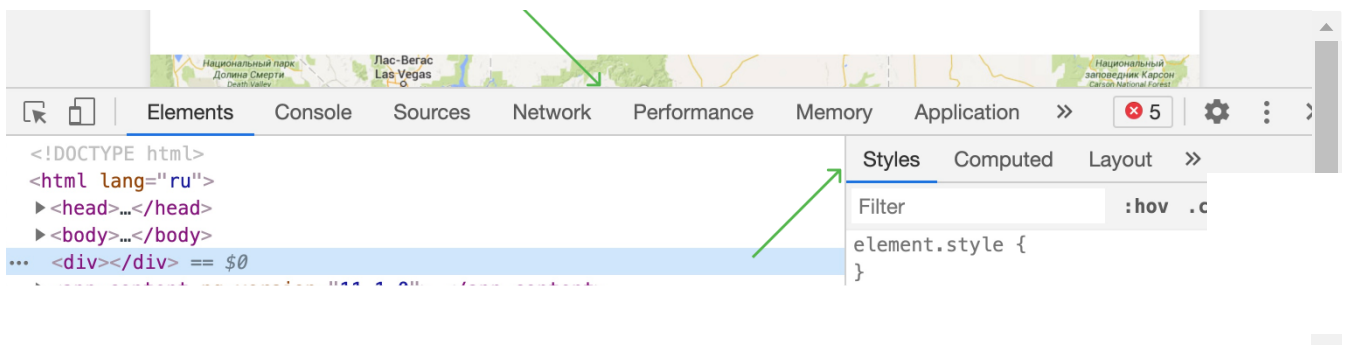 Национальный парк
Долина Смерти
Death Valley
Лас-Вегас
Las Vegas
Национальный
заповедник Карсон
Carson National Forest
Elements Console Sources Network Performance Memory Application » 5
<!DOCTYPE html>
<html lang="ru">
▶<head>…</head>
▶<body>…</body>
… <div></div> == $0
Styles Computed Layout »
Filter :hov .c
element.style {
}